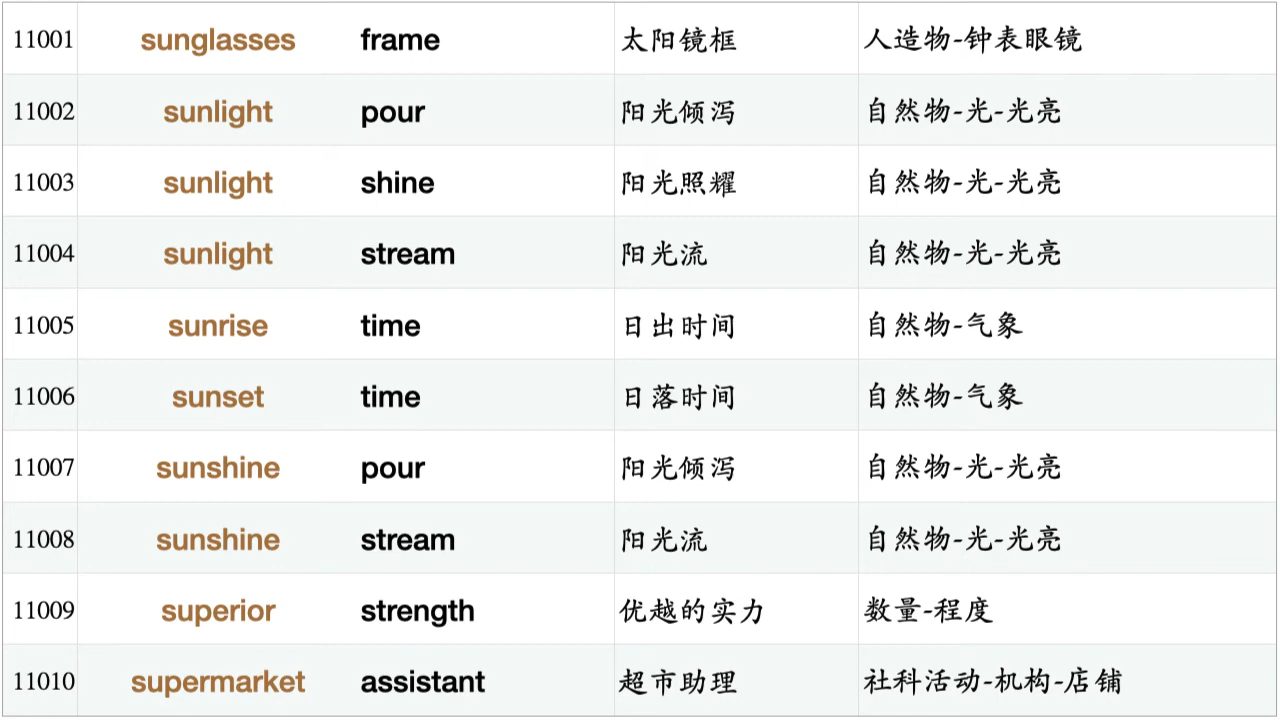 11001 sunglasses frame 太阳镜框 人造物-钟表眼镜
11002 sunlight pour 阳光倾泻 自然物-光-光亮
11003 sunlight shine 阳光照耀 自然物-光-光亮
11004 sunlight stream 阳光流 自然物-光-光亮
11005 sunrise time 日出时间 自然物-气象
11006 sunset time 日落时间 自然物-气象
11007 sunshine pour 阳光倾泻 自然物-光-光亮
11008 sunshine stream 阳光流 自然物-光-光亮
11009 superior strength 优越的实力 数量-程度
11010 supermarket assistant 超市助理 社科活动-机构-店铺